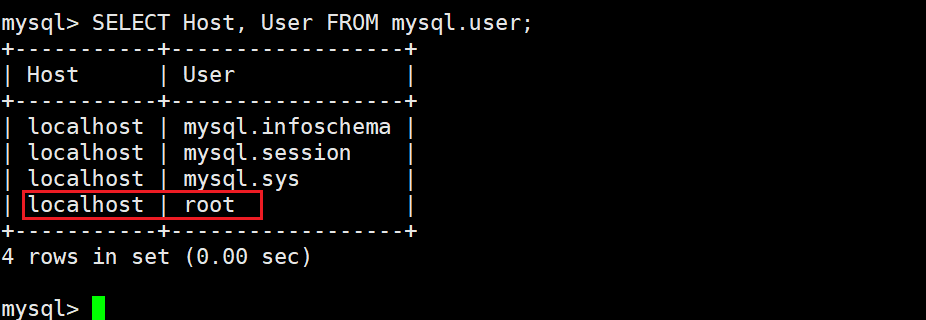 mysql> SELECT Host, User FROM mysql.user;
+-----------+------------------+
| Host      | User             |
+-----------+------------------+
| localhost | mysql.infoschema |
| localhost | mysql.session    |
| localhost | mysql.sys        |
| localhost | root             |
+-----------+------------------+
4 rows in set (0.00 sec)
mysql>